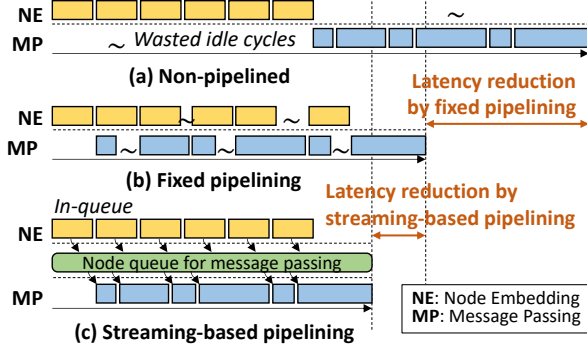 NE
~
MP
~ Wasted idle cycles
(a) Non-pipelined
Latency reduction
by fixed pipelining
NE
~ ~
MP
~ ~ ~
(b) Fixed pipelining
Latency reduction by
streaming-based pipelining
In-queue
NE
Node queue for message passing
MP
(c) Streaming-based pipelining
NE: Node Embedding
MP: Message Passing